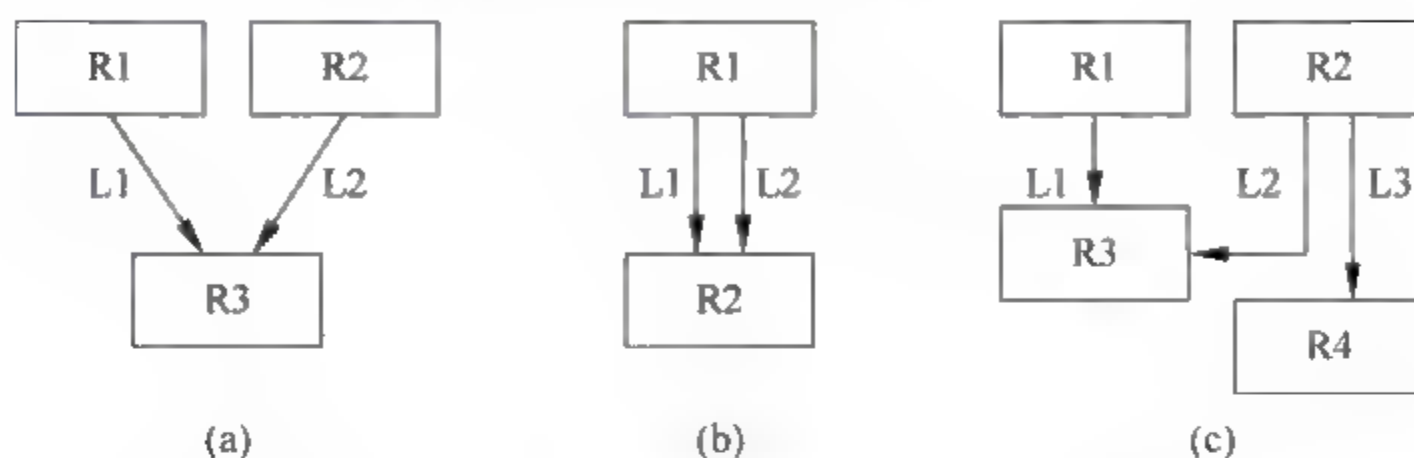 R1 R2 R1 R1 R2
L1 L2 L1 L2 L1 L2 L3
R3 R2 R3
R4
(a) (b) (c)